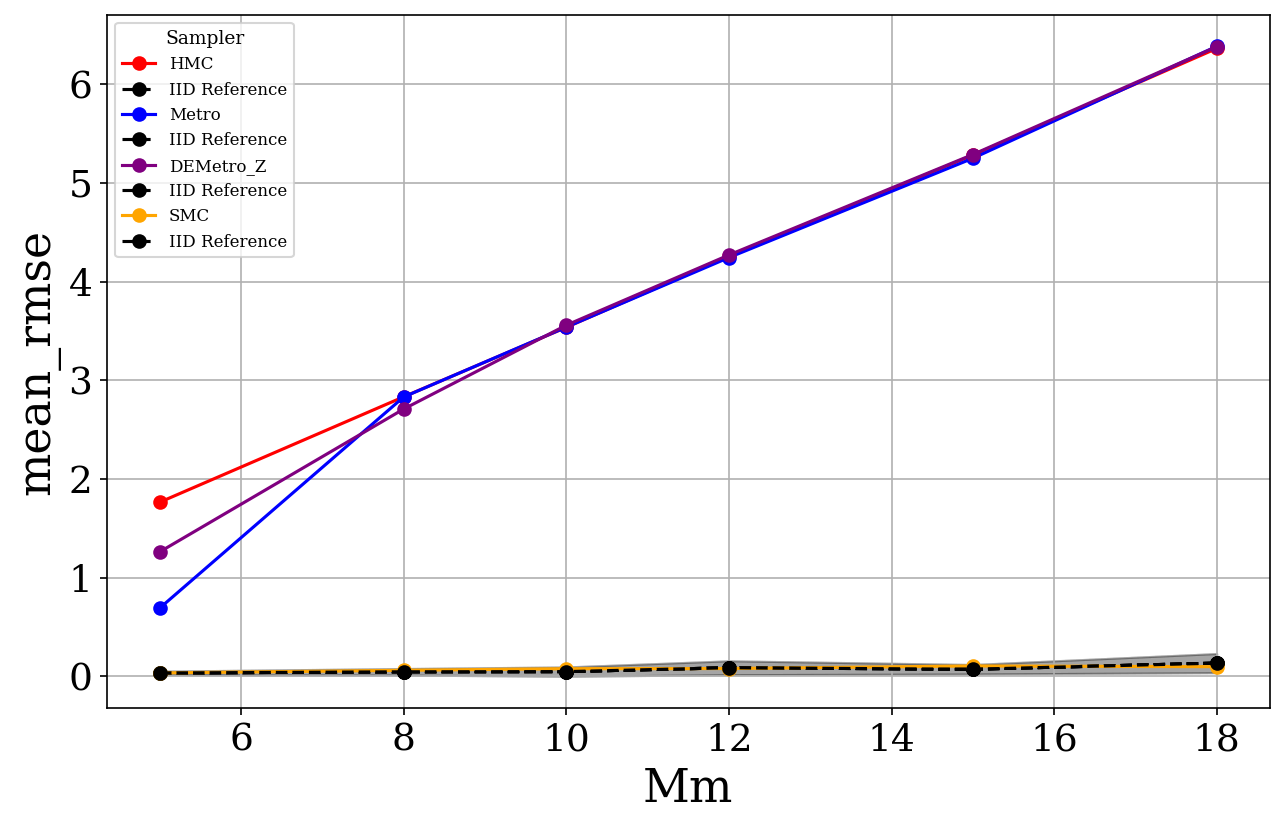 Sampler
HMC
IID Reference
Metro
IID Reference
DEMetro_Z
IID Reference
SMC
IID Reference
mean_rmse
6
5
4
3
2
1
0
6 8 10 12 14 16 18
Mm